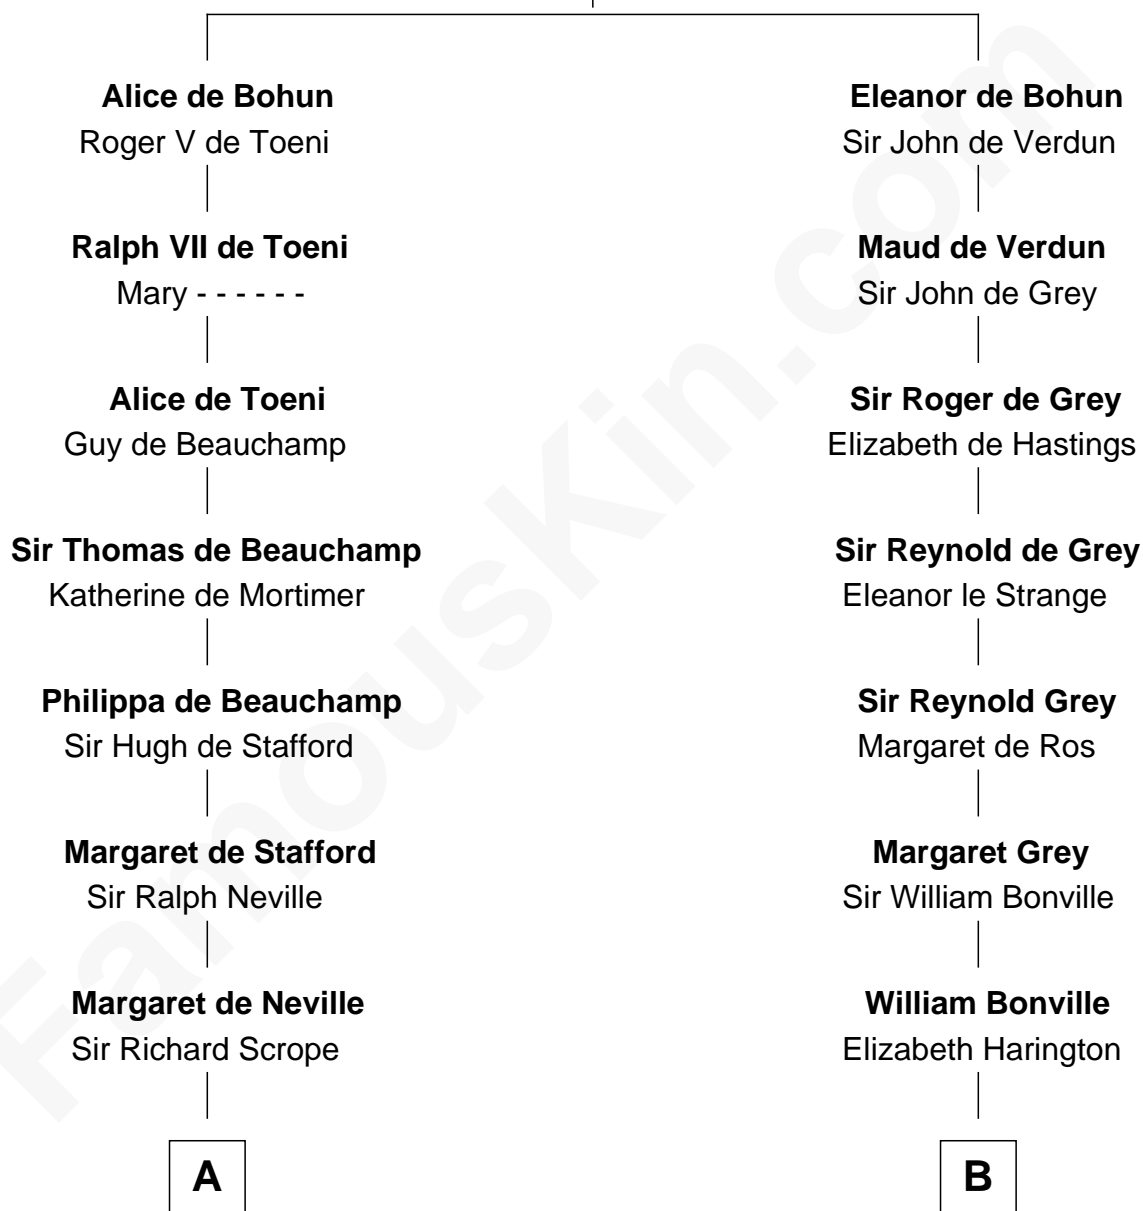 Alice de Bohun
Roger V de Toeni
Ralph VII de Toeni
Mary - - - - - -
Alice de Toeni
Guy de Beauchamp
Sir Thomas de Beauchamp
Katherine de Mortimer
Philippa de Beauchamp
Sir Hugh de Stafford
Margaret de Stafford
Sir Ralph Neville
Margaret de Neville
Sir Richard Scrope
A
Eleanor de Bohun
Sir John de Verdun
Maud de Verdun
Sir John de Grey
Sir Roger de Grey
Elizabeth de Hastings
Sir Reynold de Grey
Eleanor le Strange
Sir Reynold Grey
Margaret de Ros
Margaret Grey
Sir William Bonville
William Bonville
Elizabeth Harington
B
FamousKin.com